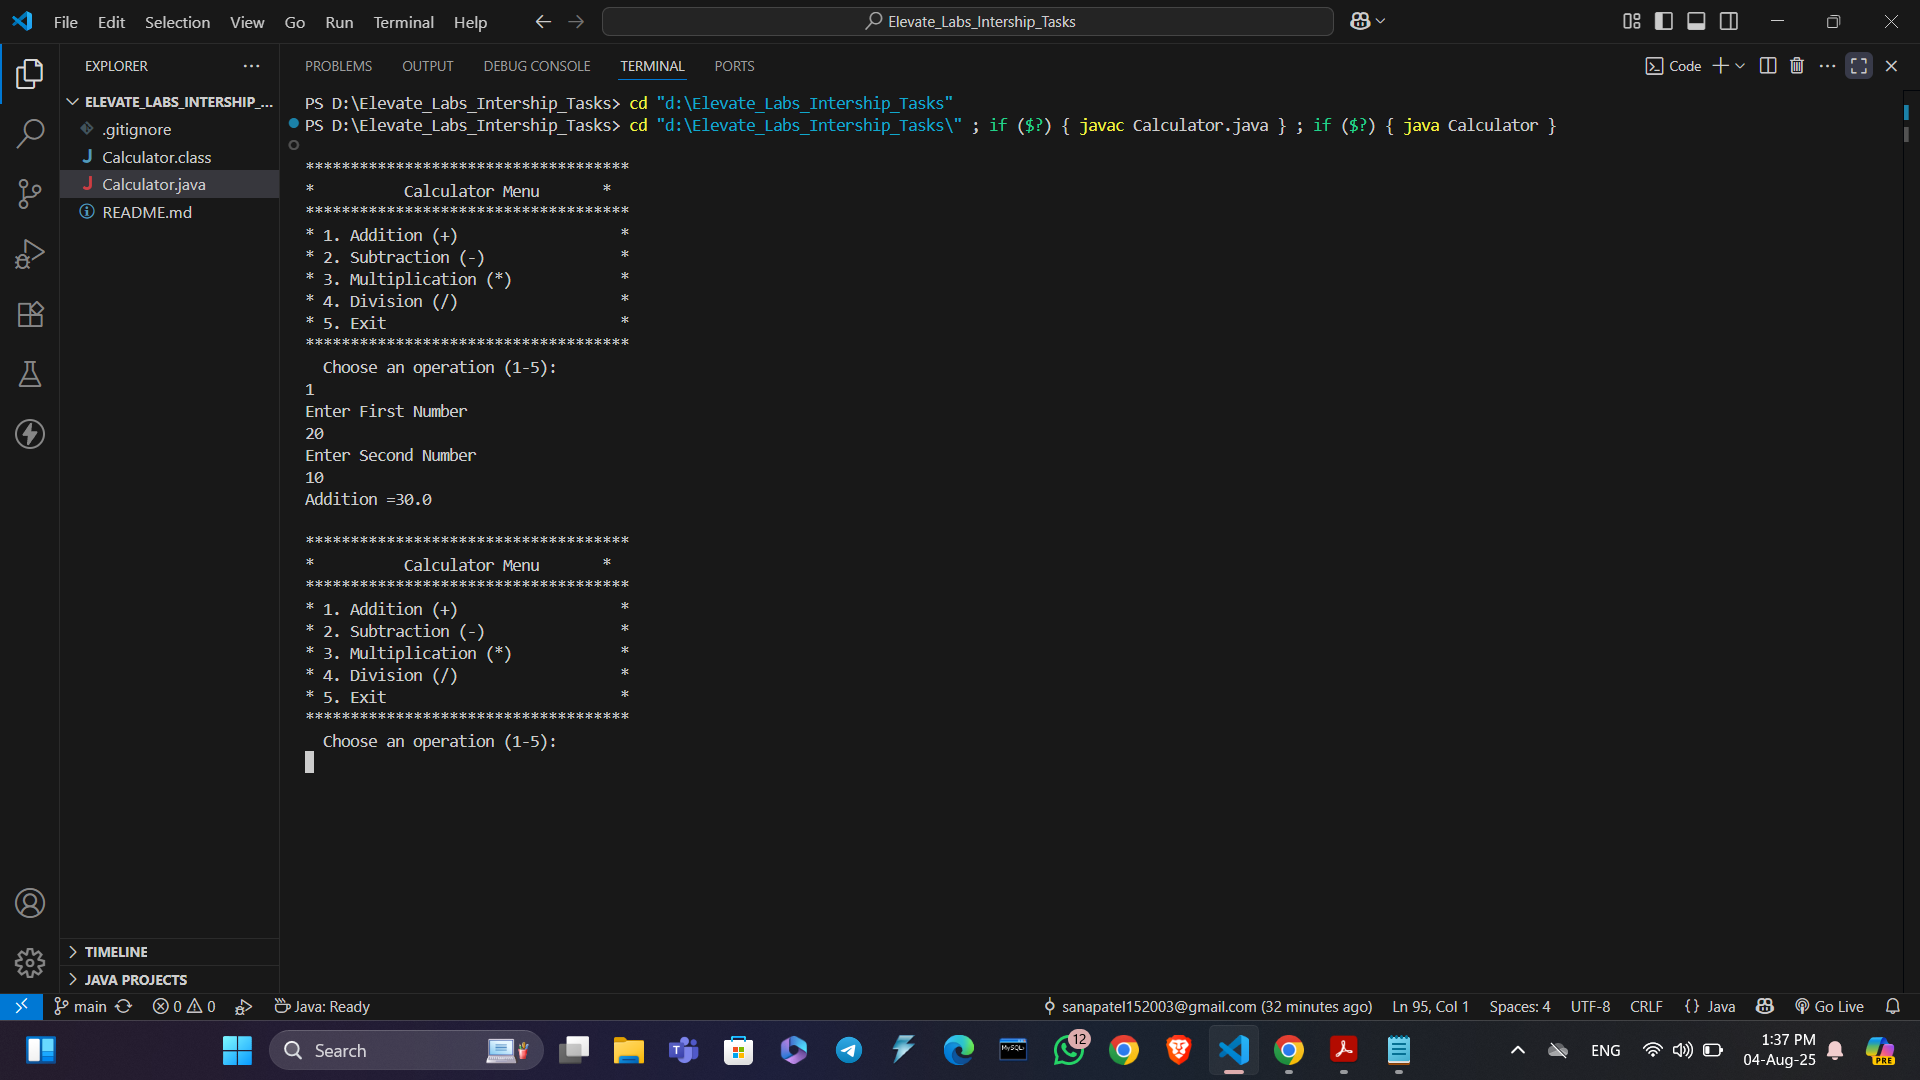 File Edit Selection View Go Run Terminal Help
Elevate_Labs_Intership_Tasks
EXPLORER
ELEVATE_LABS_INTERSHIP_...
.gitignore
Calculator.class
Calculator.java
README.md
TIMELINE
JAVA PROJECTS
PROBLEMS OUTPUT DEBUG CONSOLE TERMINAL PORTS
Code
PS D:\Elevate_Labs_Intership_Tasks> cd "d:\Elevate_Labs_Intership_Tasks"
PS D:\Elevate_Labs_Intership_Tasks> cd "d:\Elevate_Labs_Intership_Tasks\" ; if ($?) { javac Calculator.java } ; if ($?) { java Calculator }
************************************
*          Calculator Menu       *
************************************
* 1. Addition (+)                  *
* 2. Subtraction (-)               *
* 3. Multiplication (*)            *
* 4. Division (/)                  *
* 5. Exit                          *
************************************
  Choose an operation (1-5):
1
Enter First Number
20
Enter Second Number
10
Addition =30.0
************************************
*          Calculator Menu       *
************************************
* 1. Addition (+)                  *
* 2. Subtraction (-)               *
* 3. Multiplication (*)            *
* 4. Division (/)                  *
* 5. Exit                          *
************************************
  Choose an operation (1-5):
main 0 0 Java: Ready sanapatel152003@gmail.com (32 minutes ago) Ln 95, Col 1 Spaces: 4 UTF-8 CRLF {} Java Go Live
Search
MySQL
12
ENG
1:37 PM
04-Aug-25
PRE